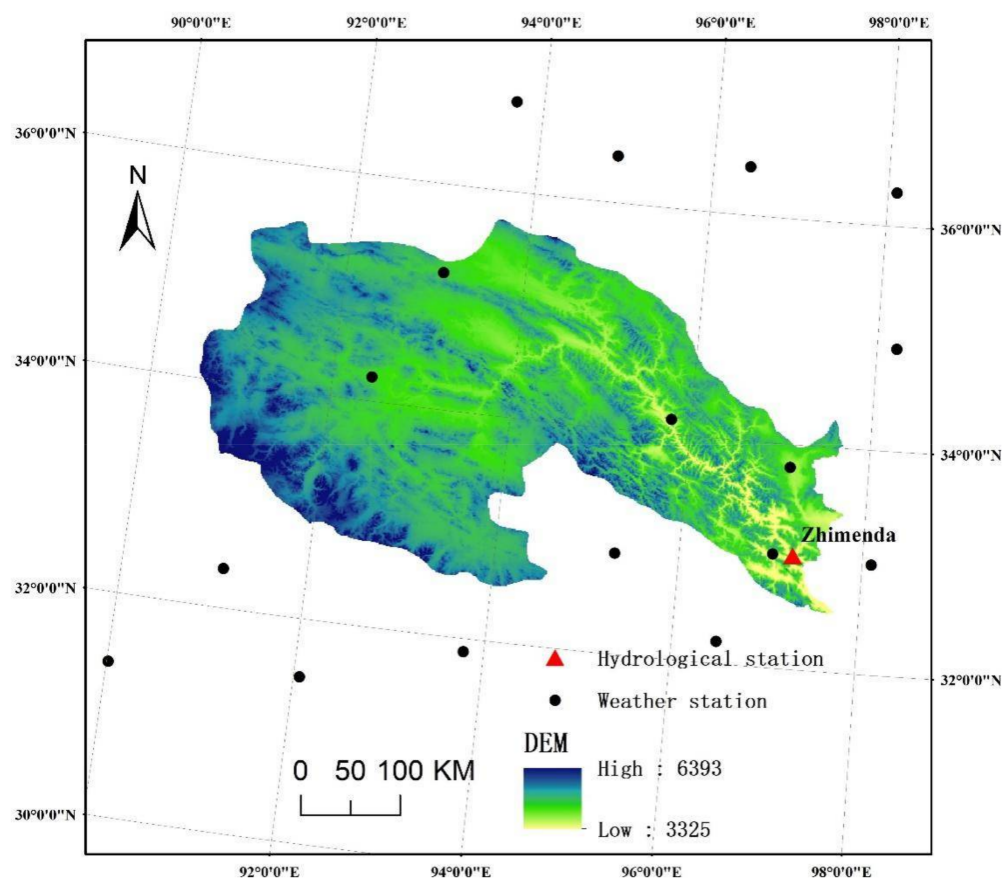 90°0'0"E 92°0'0"E 94°0'0"E 96°0'0"E 98°0'0"E
36°0'0"N
N
36°0'0"N
34°0'0"N
34°0'0"N
Zhimenda
32°0'0"N
Hydrological station
32°0'0"N
Weather station
DEM
0 50 100 KM
High : 6393
30°0'0"N
Low : 3325
92°0'0"E 94°0'0"E 96°0'0"E 98°0'0"E